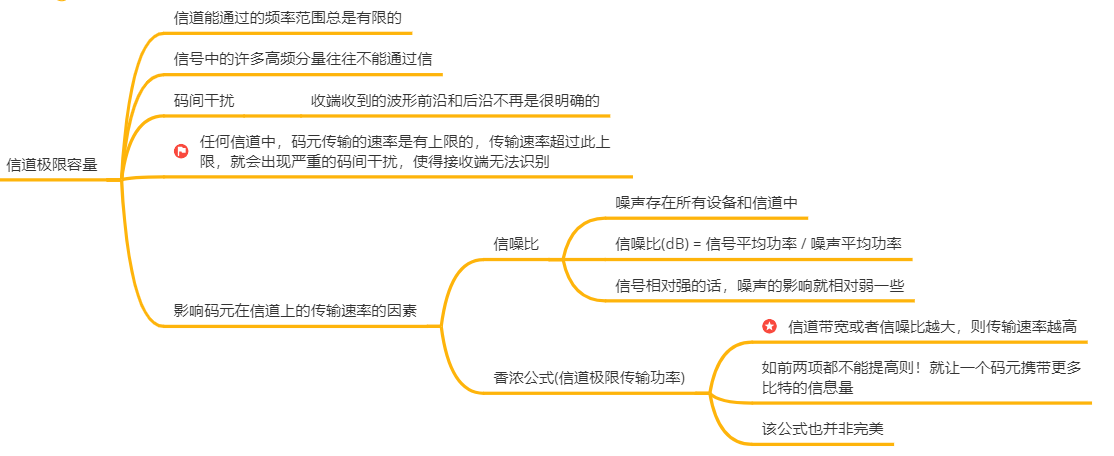 信道能通过的频率范围总是有限的
信号中的许多高频分量往往不能通过信
码间干扰
收端收到的波形前沿和后沿不再是很明确的
任何信道中，码元传输的速率是有上限的，传输速率超过此上
限，就会出现严重的码间干扰，使得接收端无法识别
信道极限容量
噪声存在所有设备和信道中
信噪比
信噪比(dB) = 信号平均功率 / 噪声平均功率
信号相对强的话，噪声的影响就相对弱一些
影响码元在信道上的传输速率的因素
信道带宽或者信噪比越大，则传输速率越高
香浓公式(信道极限传输功率)
如前两项都不能提高则！就让一个码元携带更多
比特的信息量
该公式也并非完美